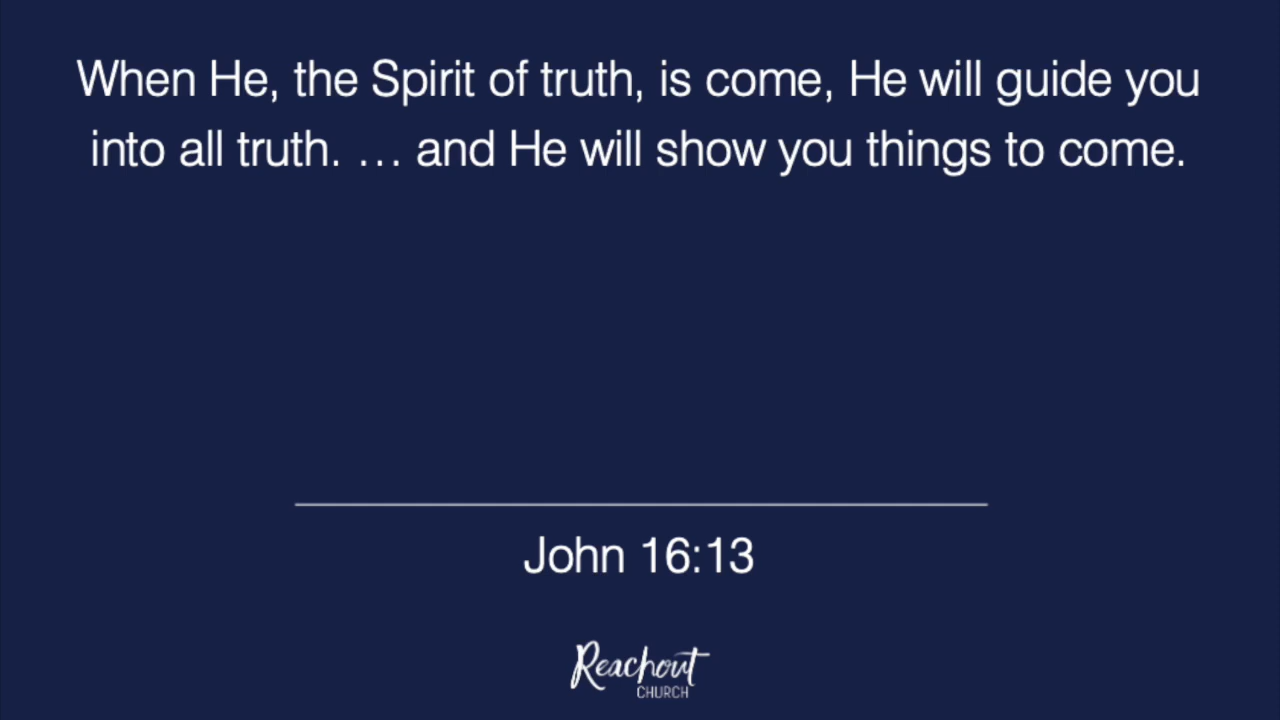 When He, the Spirit of truth, is come, He will guide you
into all truth. … and He will show you things to come.
John 16:13
Reachout
CHURCH